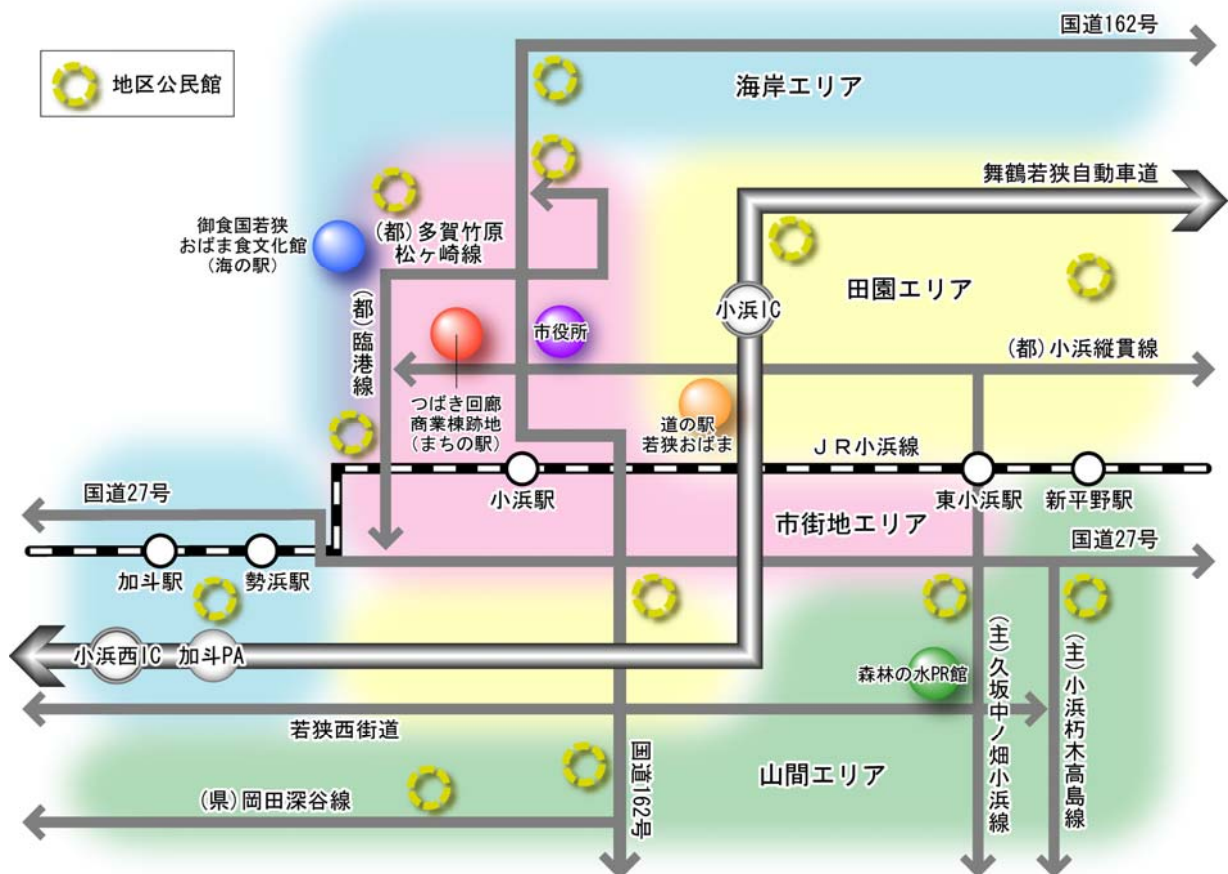 国道162号
地区公民館
海岸エリア
舞鶴若狭自動車道
御食国若狭
おばま食文化館
(海の駅)
(都)多賀竹原
松ヶ崎線
田園エリア
(都)臨港線
小浜IC
市役所
(都)小浜縦貫線
つばき回廊
商業棟跡地
(まちの駅)
道の駅
若狭おばま
JR小浜線
国道27号
小浜駅
東小浜駅
新平野駅
市街地エリア
国道27号
加斗駅
勢浜駅
小浜西IC
加斗PA
森林の水PR館
(主)久坂中ノ畑小浜線
(主)小浜朽木高島線
若狭西街道
国道162号
山間エリア
(県)岡田深谷線